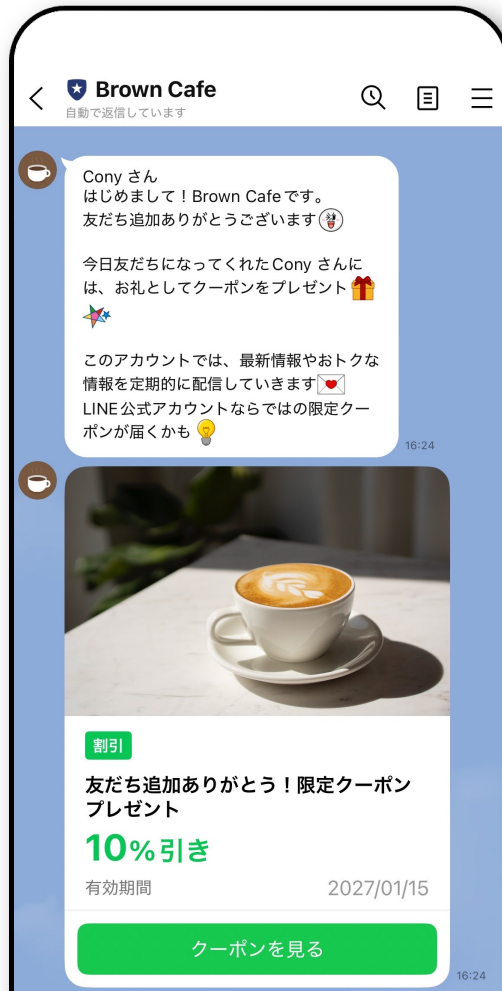 Brown Cafe
自動で返信しています
Cony さん
はじめまして！Brown Cafeです。
友だち追加ありがとうございます
今日友だちになってくれたCony さんに
は、お礼としてクーポンをプレゼント
このアカウントでは、最新情報やおトクな
情報を定期的に配信していきます
LINE公式アカウントならではの限定クー
ポンが届くかも
16:24
割引
友だち追加ありがとう！限定クーポン
プレゼント
10%引き
有効期間 2027/01/15
クーポンを見る
16:24